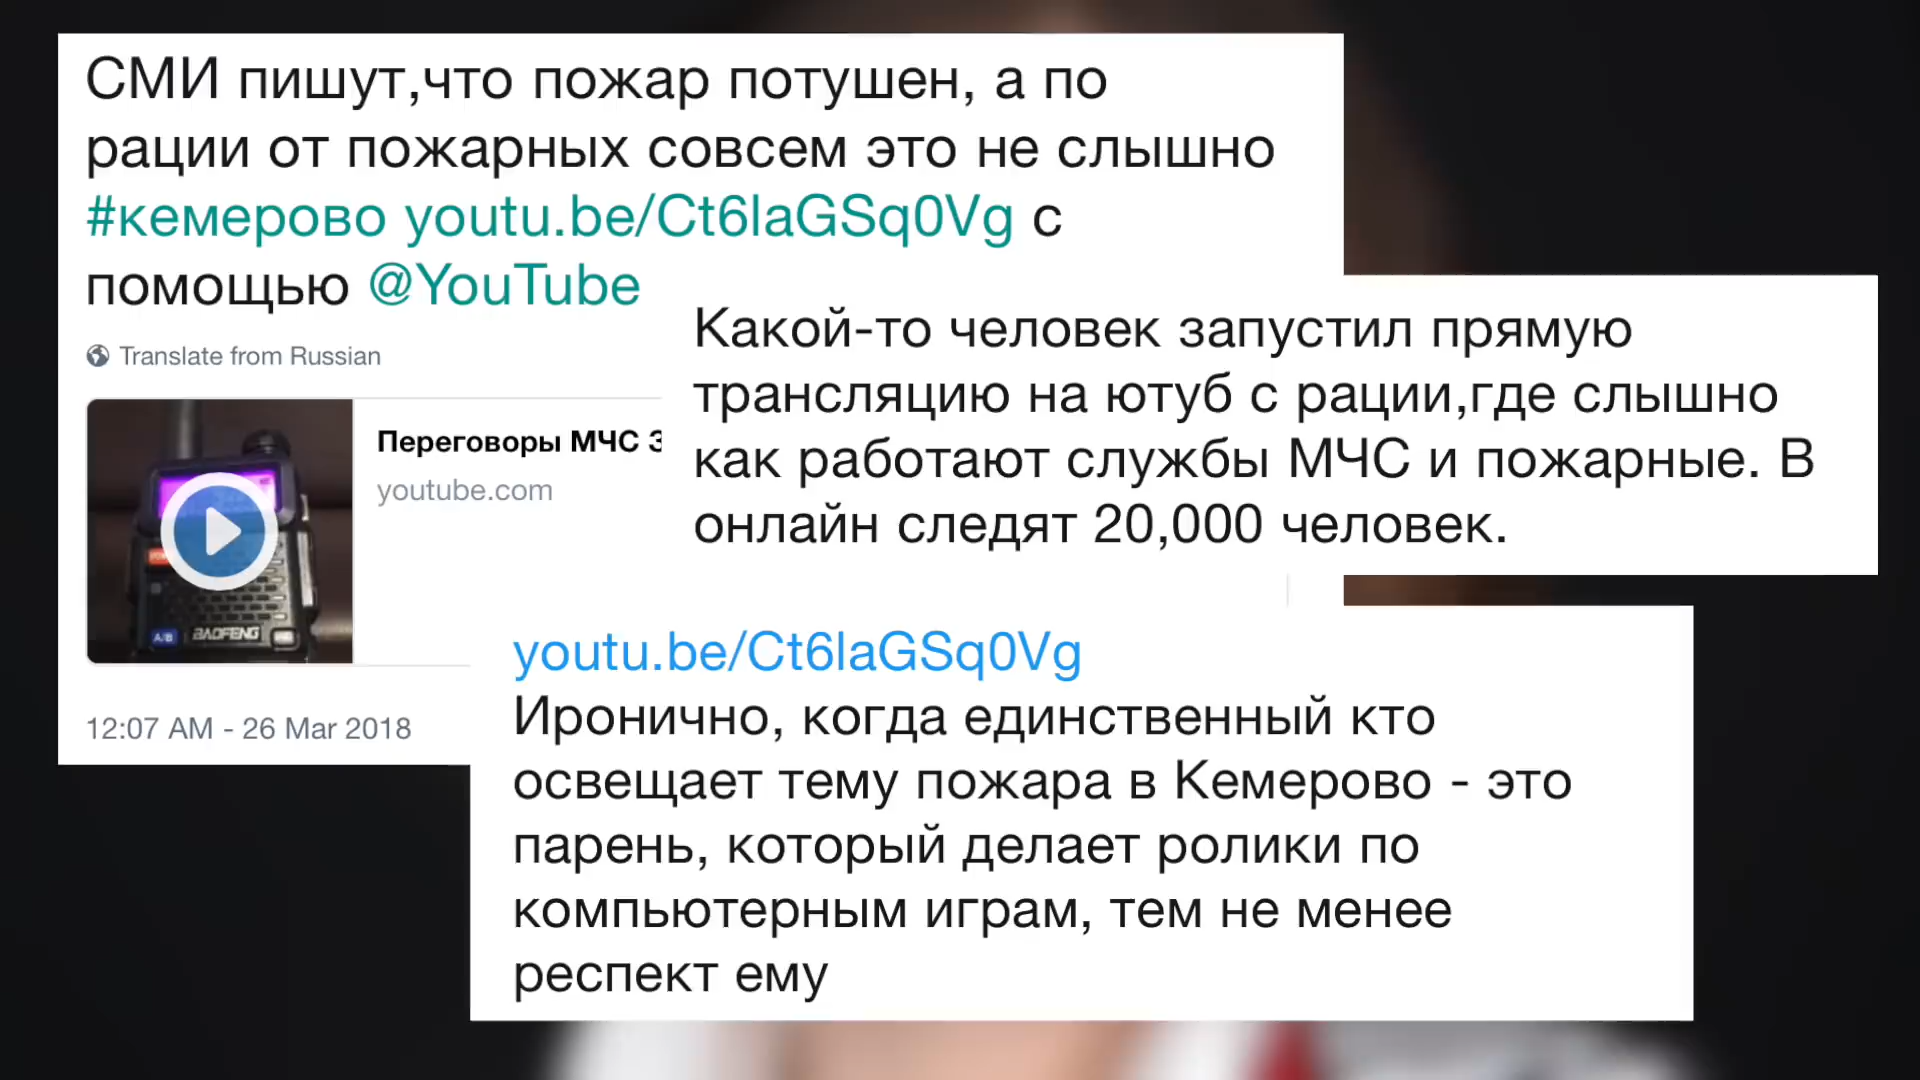 СМИ пишут,что пожар потушен, а по
рации от пожарных совсем это не слышно
#кемерово youtu.be/Ct6laGSq0Vg с
помощью @YouTube
Translate from Russian
Переговоры МЧС
youtube.com
A/B BAOFENG
12:07 AM - 26 Mar 2018
Какой-то человек запустил прямую
трансляцию на ютуб с рации,где слышно
как работают службы МЧС и пожарные. В
онлайн следят 20,000 человек.
youtu.be/Ct6laGSq0Vg
Иронично, когда единственный кто
освещает тему пожара в Кемерово - это
парень, который делает ролики по
компьютерным играм, тем не менее
респект ему